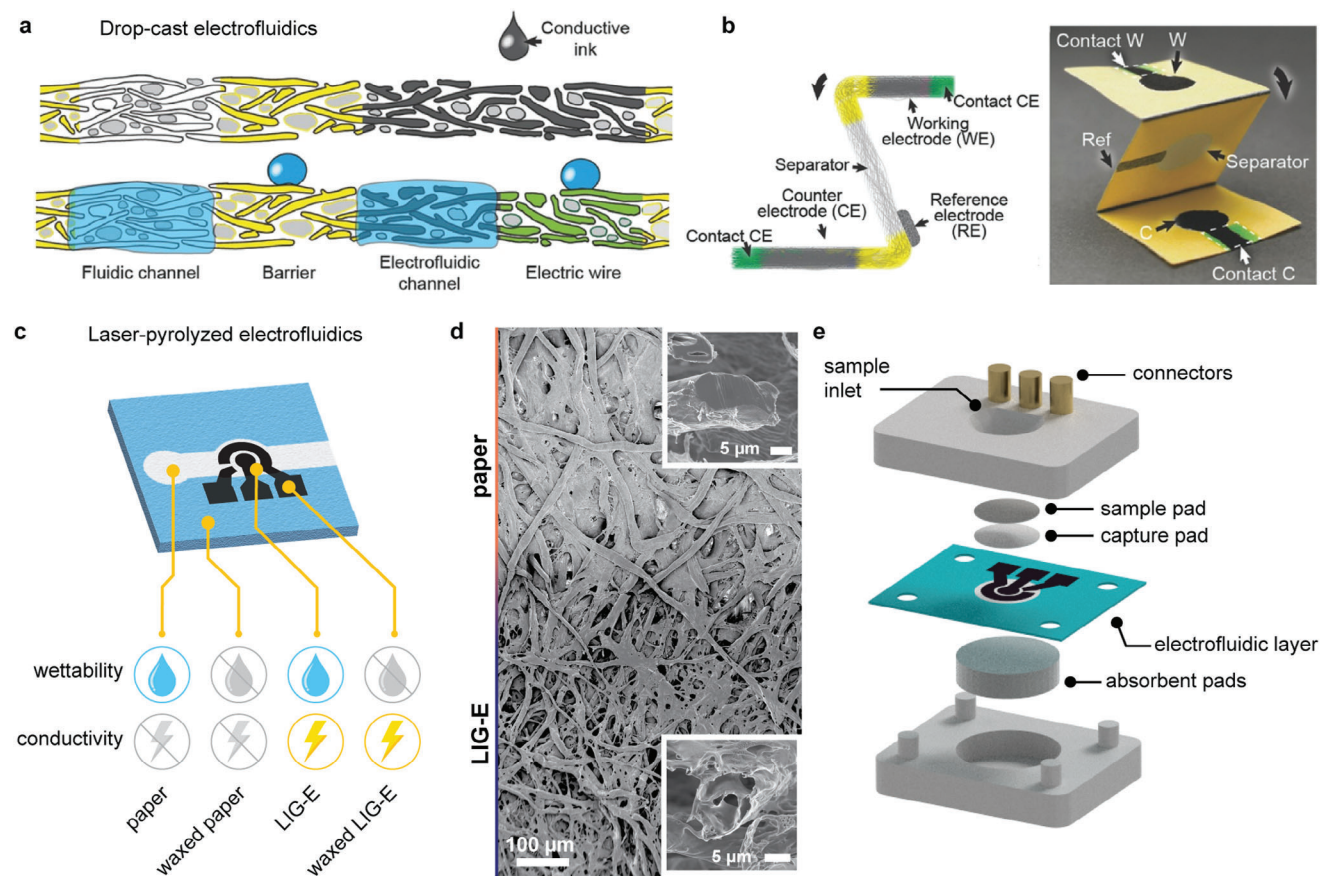 a
Drop-cast electrofluidics
Conductive
ink
Fluidic channel
Barrier
Electrofluidic
channel
Electric wire
b
Contact CE
Working
electrode (WE)
Separator
Counter
electrode (CE)
Reference
electrode
(RE)
Contact CE
Contact W
W
Ref
Separator
C
Contact C
c
Laser-pyrolyzed electrofluidics
wettability
conductivity
paper
waxed paper
LIG-E
waxed LIG-E
d
paper
LIG-E
5 µm
100 µm
5 µm
e
sample
inlet
connectors
sample pad
capture pad
electrofluidic layer
absorbent pads